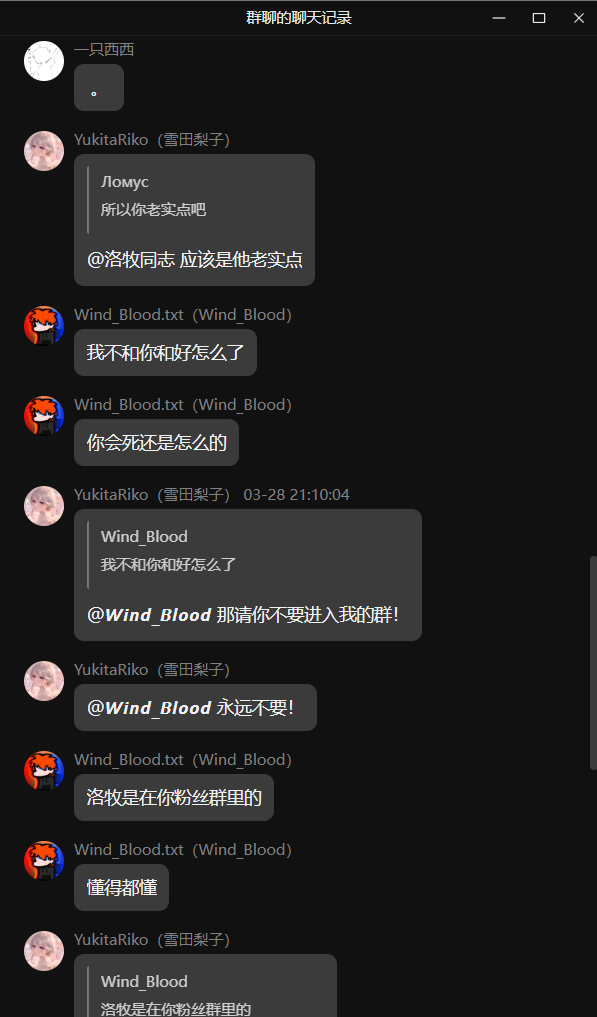 群聊的聊天记录
一只西西
。
YukitaRiko（雪田梨子）
Ломус
所以你老实点吧
@洛牧同志 应该是他老实点
Wind_Blood.txt（Wind_Blood）
我不和你和好怎么了
Wind_Blood.txt（Wind_Blood）
你会死还是怎么的
YukitaRiko（雪田梨子） 03-28 21:10:04
Wind_Blood
我不和你和好怎么了
@Wind_Blood 那请你不要进入我的群！
YukitaRiko（雪田梨子）
@Wind_Blood 永远不要！
Wind_Blood.txt（Wind_Blood）
洛牧是在你粉丝群里的
Wind_Blood.txt（Wind_Blood）
懂得都懂
YukitaRiko（雪田梨子）
Wind_Blood
洛牧是在你粉丝群里的